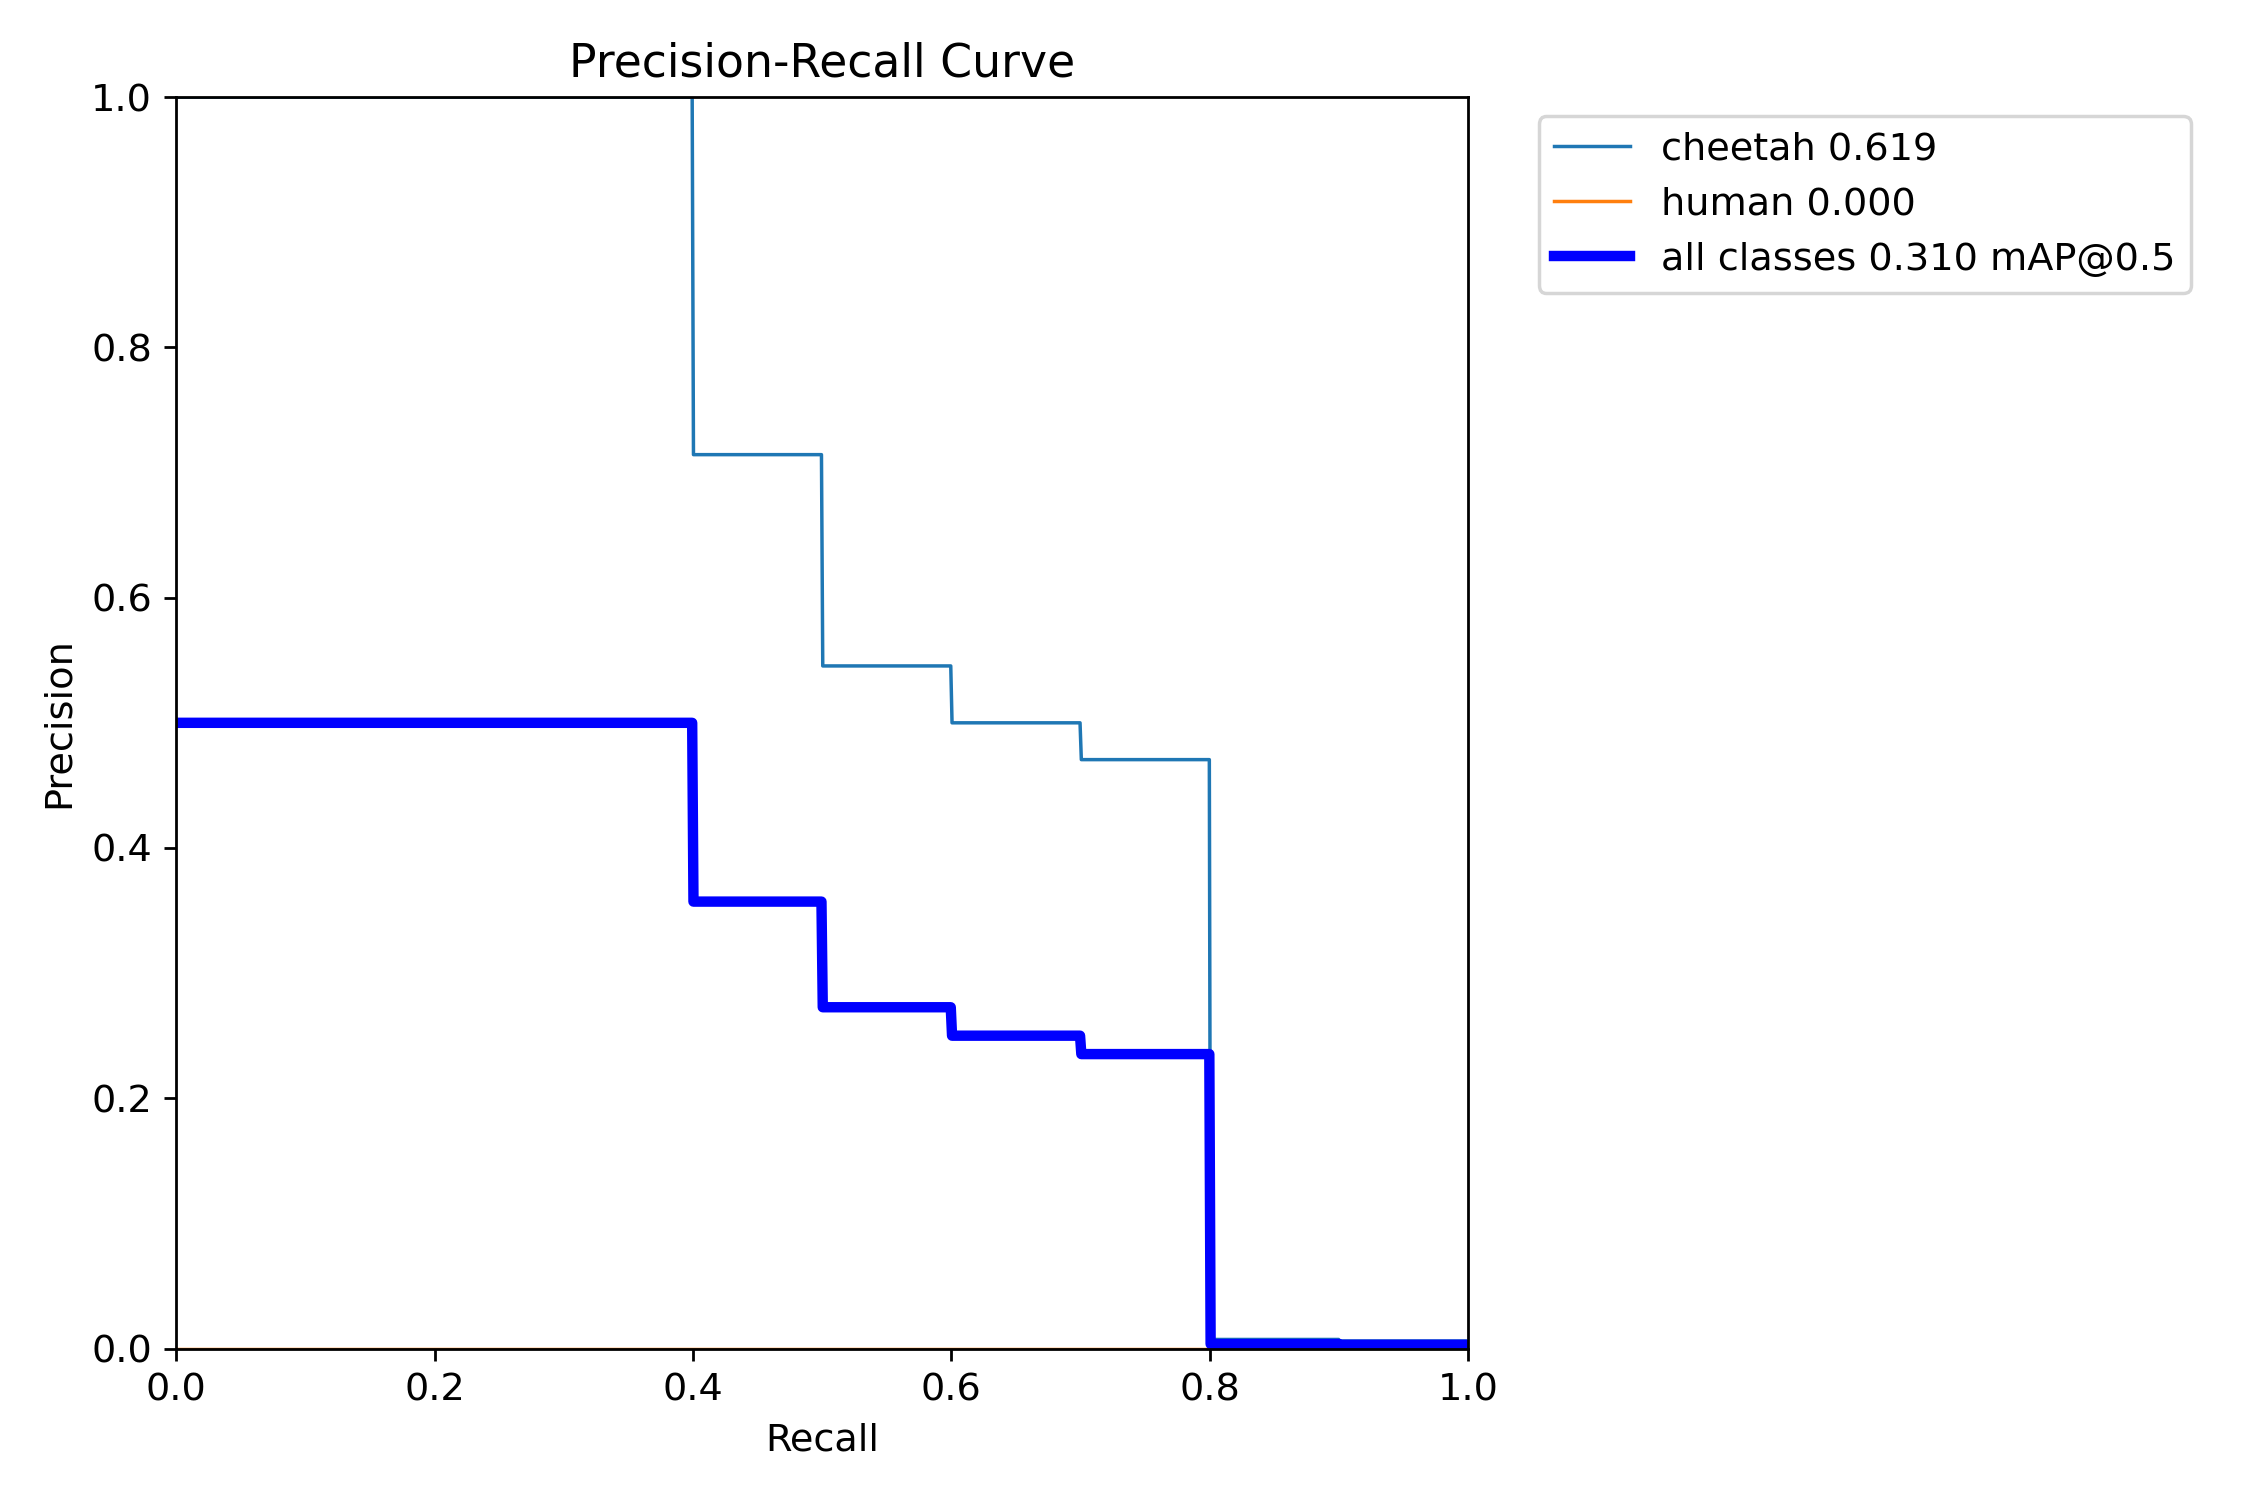 Precision-Recall Curve
1.0
0.8
0.6
0.4
0.2
0.0
Precision
0.0 0.2 0.4 0.6 0.8 1.0
Recall
cheetah 0.619
human 0.000
all classes 0.310 mAP@0.5